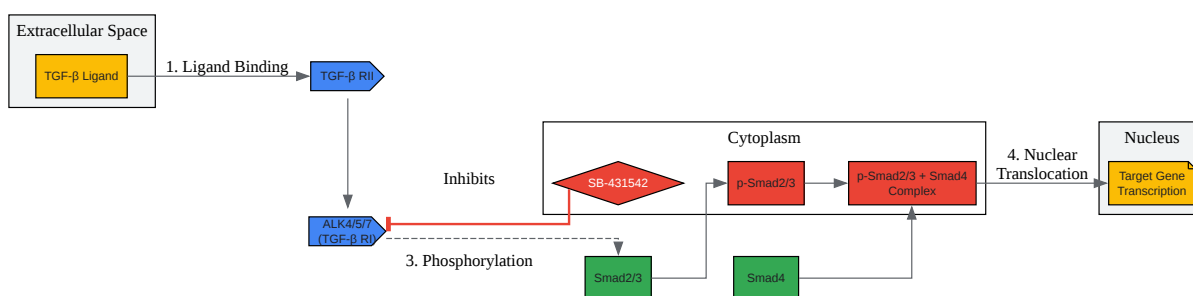 Extracellular Space
TGF-β Ligand
1. Ligand Binding
TGF-β RII
Inhibits
Cytoplasm
SB-431542
p-Smad2/3
p-Smad2/3 + Smad4
Complex
4. Nuclear
Translocation
Nucleus
Target Gene
Transcription
ALK4/5/7
(TGF-β RI)
3. Phosphorylation
Smad2/3
Smad4